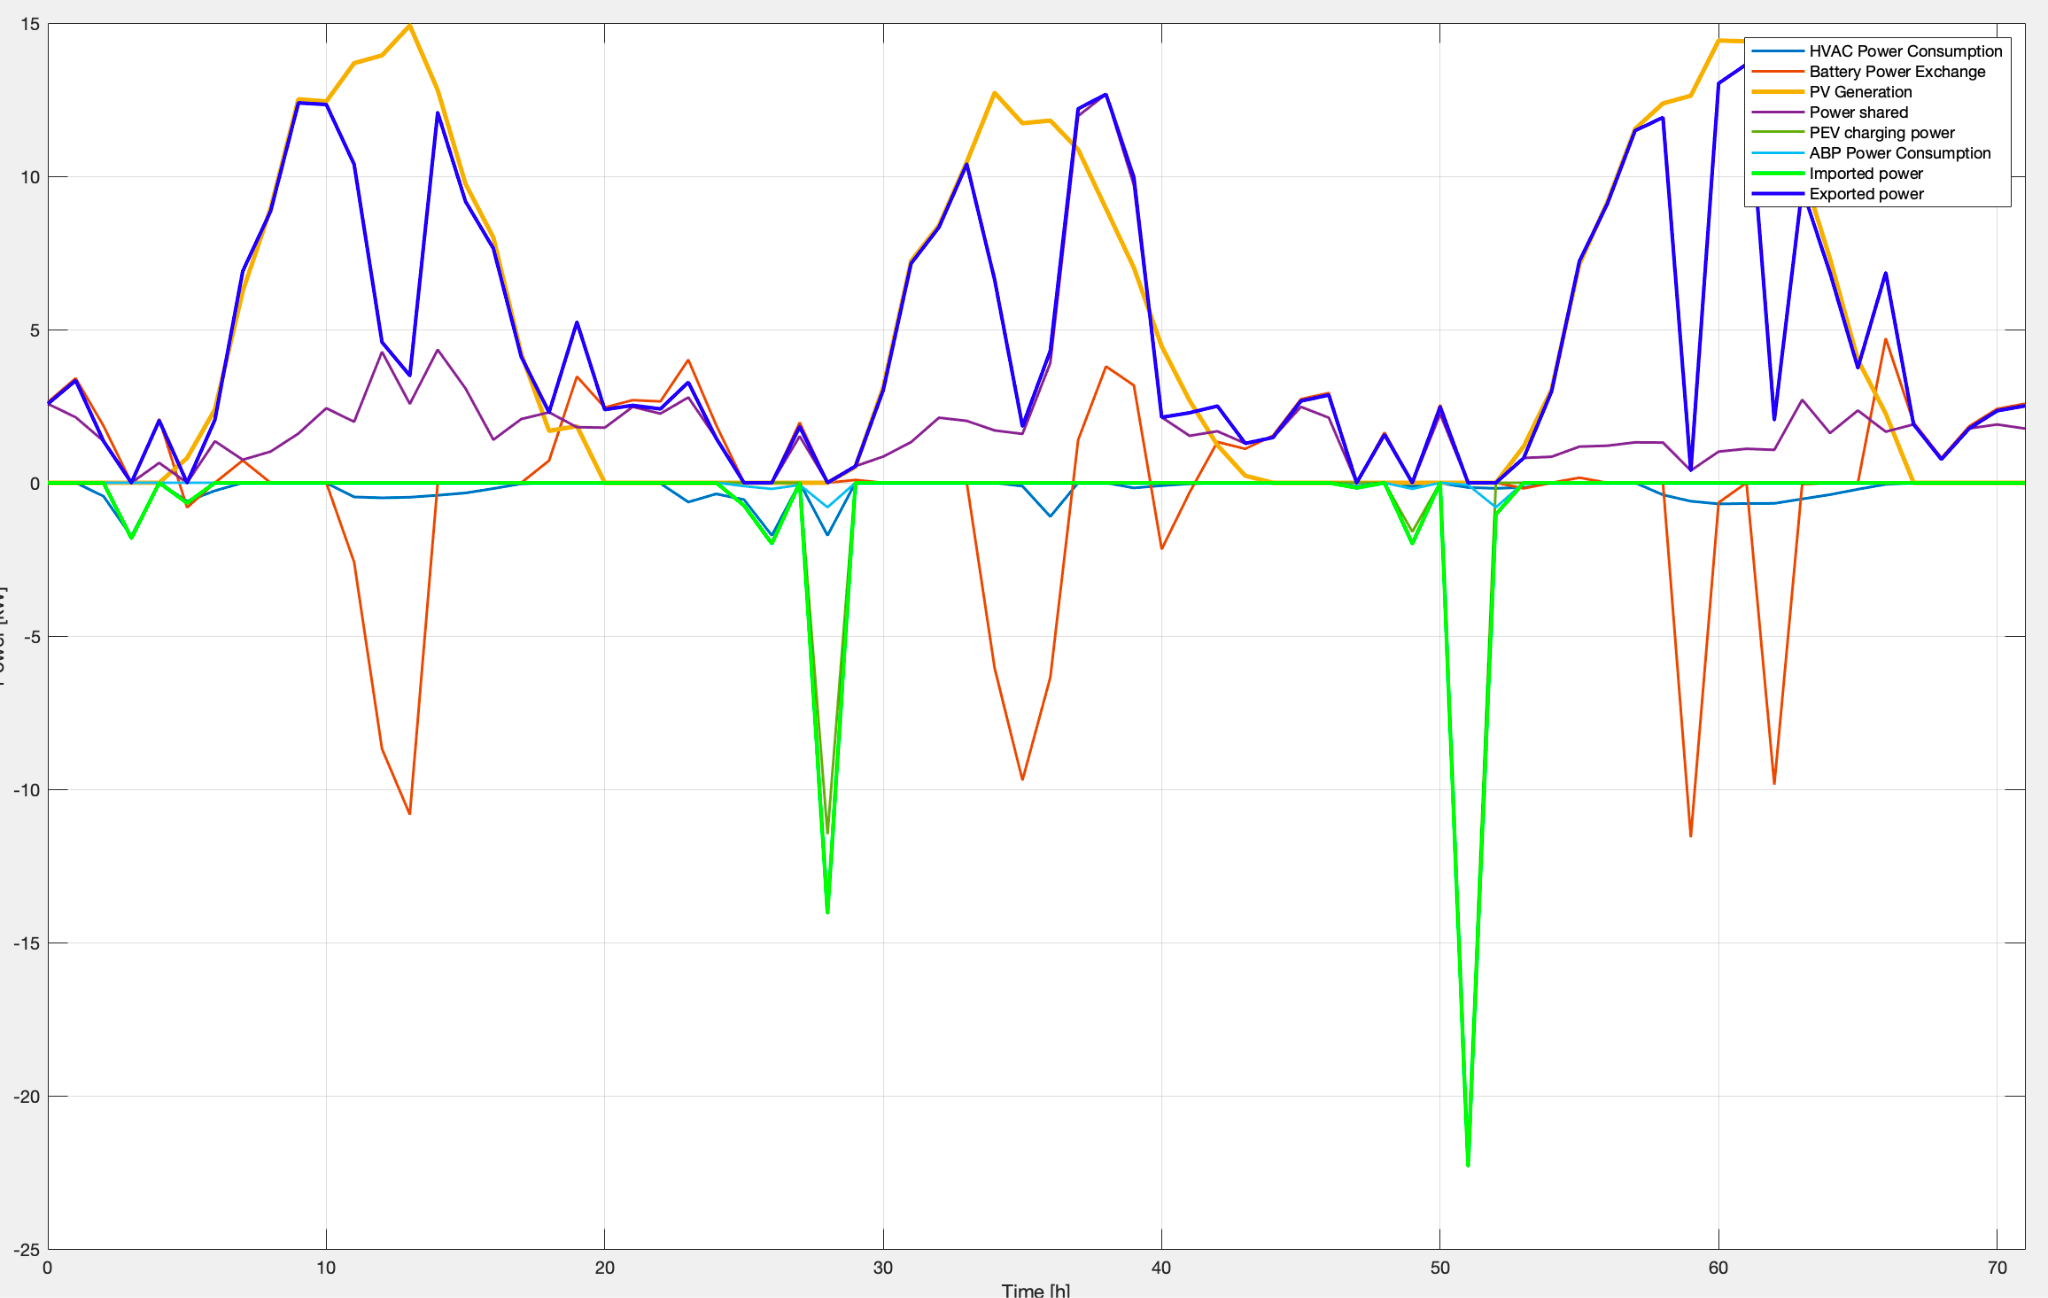 15
10
5
0
-5
-10
-15
-20
-25
HVAC Power Consumption
Battery Power Exchange
PV Generation
Power shared
PEV charging power
ABP Power Consumption
Imported power
Exported power
0
10
20
30
40
50
60
70
Time [h]